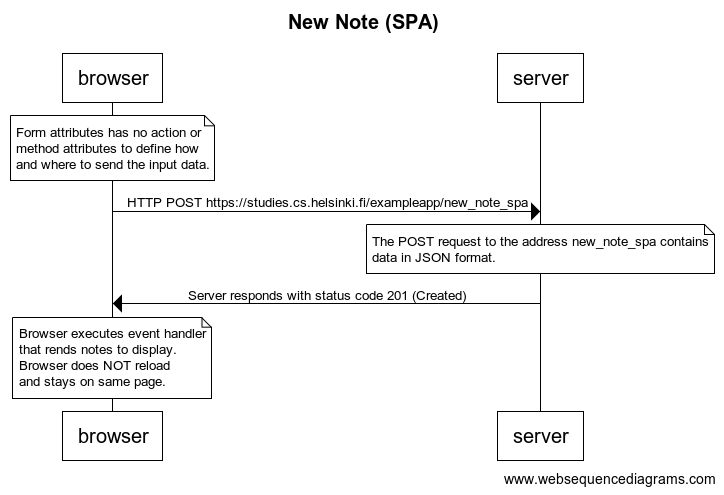 New Note (SPA)
browser
server
Form attributes has no action or
method attributes to define how
and where to send the input data.
HTTP POST https://studies.cs.helsinki.fi/exampleapp/new_note_spa
The POST request to the address new_note_spa contains
data in JSON format.
Server responds with status code 201 (Created)
Browser executes event handler
that rends notes to display.
Browser does NOT reload
and stays on same page.
browser
server
www.websequencediagrams.com